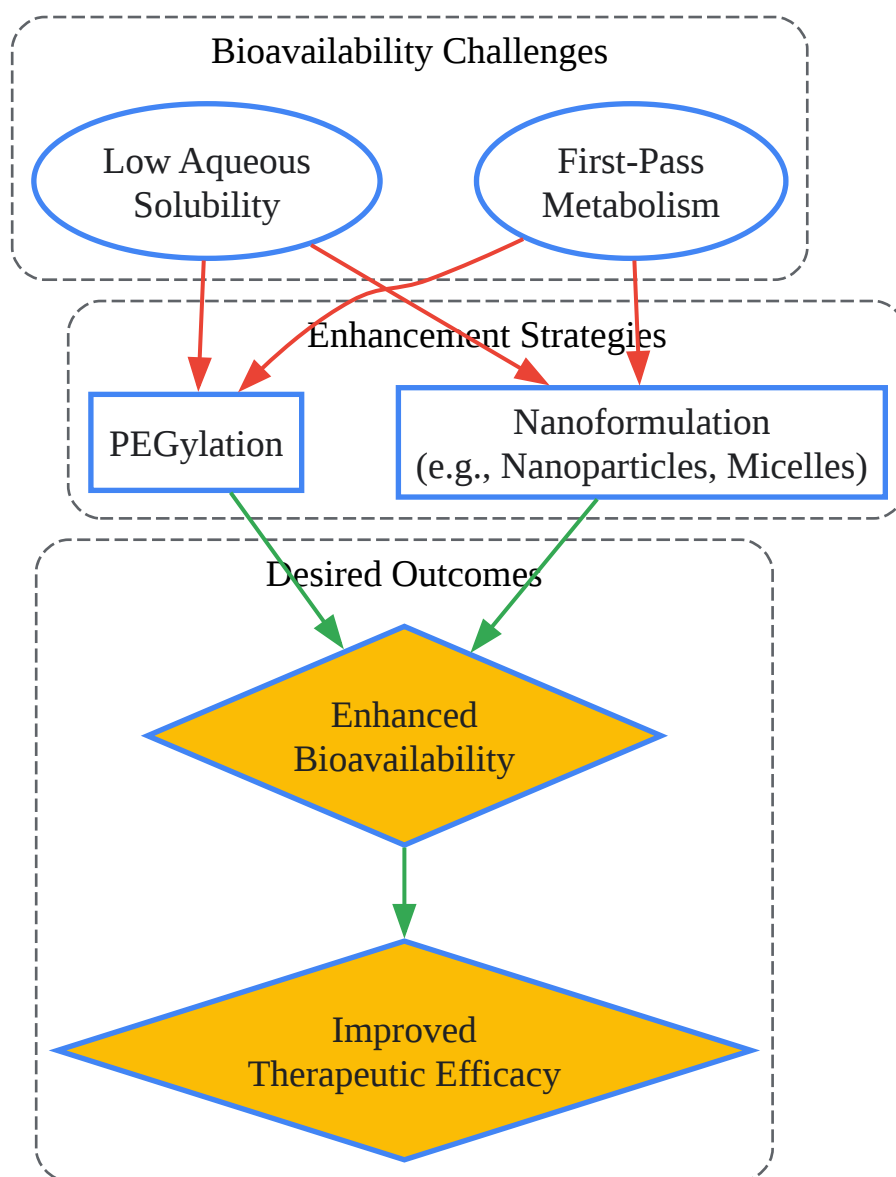 Bioavailability Challenges
Low Aqueous
Solubility
First-Pass
Metabolism
Enhancement Strategies
PEGylation
Nanoformulation
(e.g., Nanoparticles, Micelles)
Desired Outcomes
Enhanced
Bioavailability
Improved
Therapeutic Efficacy